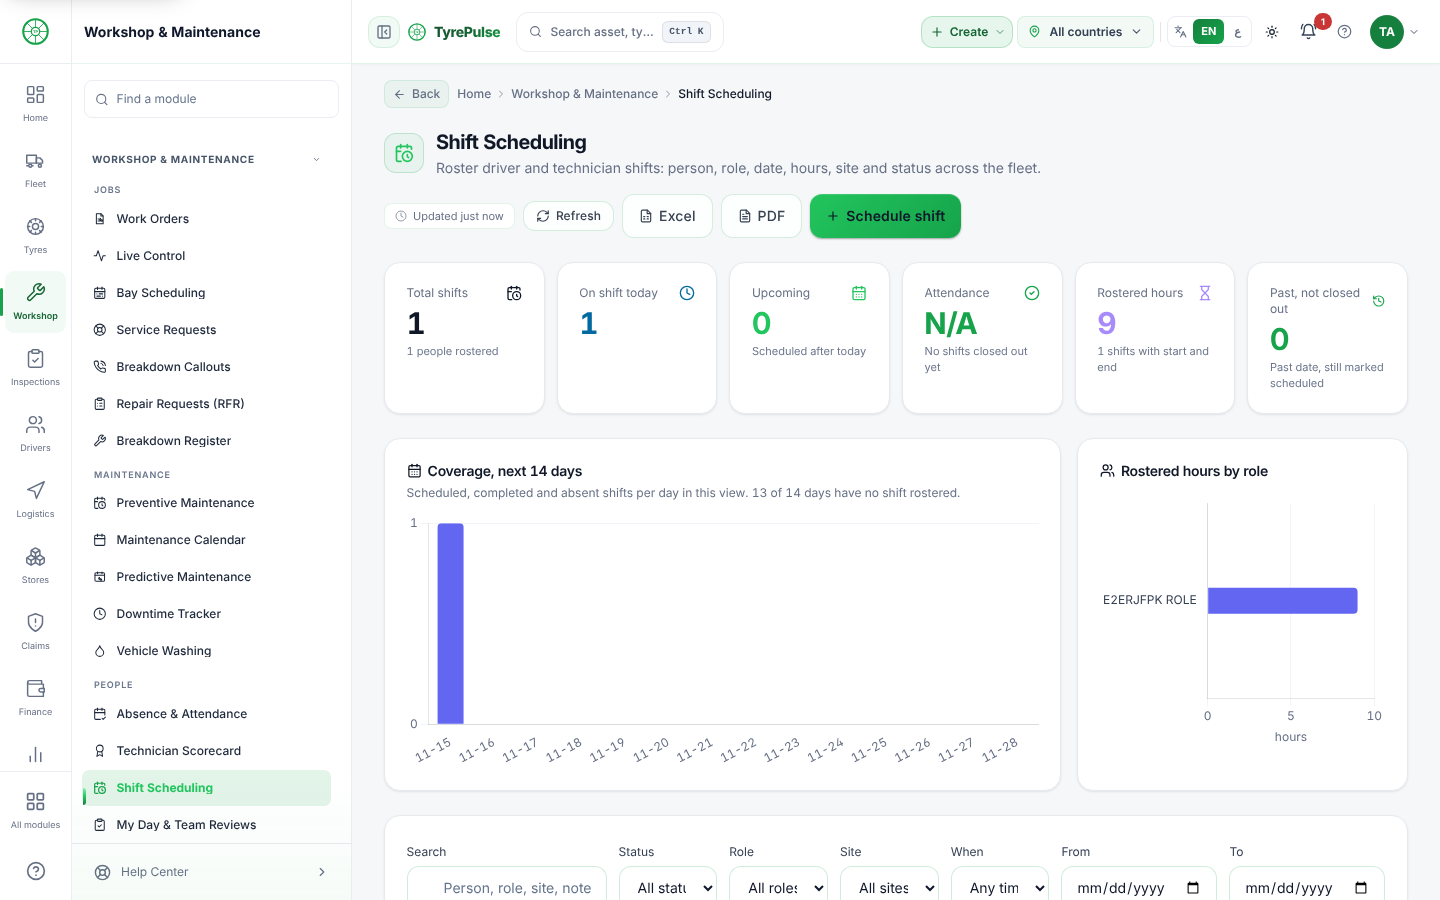 Workshop & Maintenance
TyrePulse
Search asset, ty...
Ctrl K
Create
All countries
EN
ع
1
TA
Home
Fleet
Tyres
Workshop
Inspections
Drivers
Logistics
Stores
Claims
Finance
All modules
Find a module
WORKSHOP & MAINTENANCE
JOBS
Work Orders
Live Control
Bay Scheduling
Service Requests
Breakdown Callouts
Repair Requests (RFR)
Breakdown Register
MAINTENANCE
Preventive Maintenance
Maintenance Calendar
Predictive Maintenance
Downtime Tracker
Vehicle Washing
PEOPLE
Absence & Attendance
Technician Scorecard
Shift Scheduling
My Day & Team Reviews
Help Center
Back
Home
Workshop & Maintenance
Shift Scheduling
Shift Scheduling
Roster driver and technician shifts: person, role, date, hours, site and status across the fleet.
Updated just now
Refresh
Excel
PDF
Schedule shift
Total shifts
1
1 people rostered
On shift today
1
Upcoming
0
Scheduled after today
Attendance
N/A
No shifts closed out
yet
Rostered hours
9
1 shifts with start and
end
Past, not closed
out
0
Past date, still marked
scheduled
Coverage, next 14 days
Scheduled, completed and absent shifts per day in this view. 13 of 14 days have no shift rostered.
1
0
11-15
11-16
11-17
11-18
11-19
11-20
11-21
11-22
11-23
11-24
11-25
11-26
11-27
11-28
Rostered hours by role
E2ERJFPK ROLE
0
5
10
hours
Search
Person, role, site, note
Status
All statu
Role
All roles
Site
All sites
When
Any tim
From
mm/dd/yyyy
To
mm/dd/yyyy